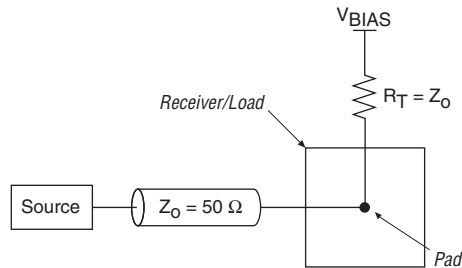 VBIAS
RT = Zo
Receiver/Load
Source
Zo = 50 Ω
Pad